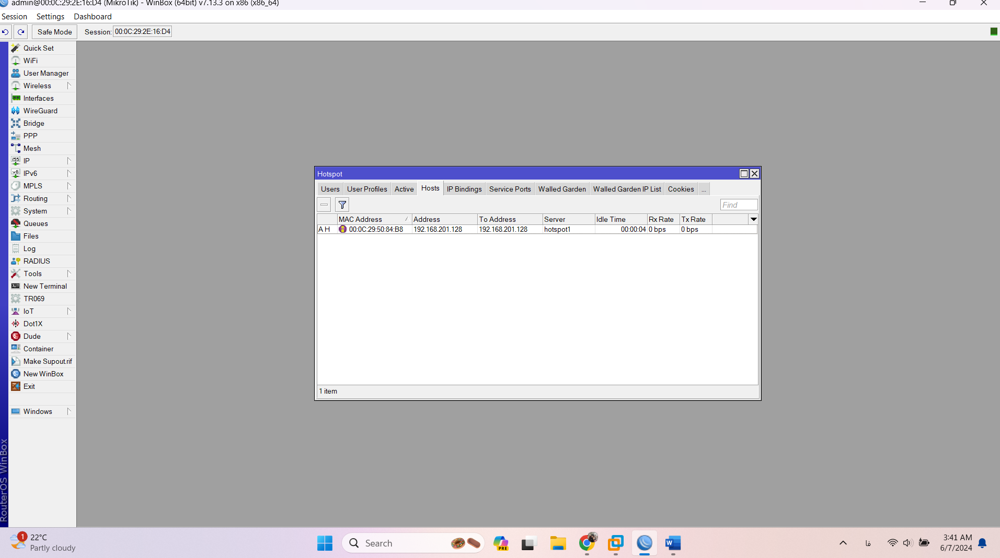 admin@00:0C:29:2E:16:D4 (MikroTik) - WinBox (64bit) v7.13.3 on x86 (x86_64)
Session Settings Dashboard
Safe Mode Session: 00:0C:29:2E:16:D4
Quick Set
WiFi
User Manager
Wireless
Interfaces
WireGuard
Bridge
PPP
Mesh
255 IP
v6 IPv6
MPLS
Routing
System
Queues
Files
Log
RADIUS
Tools
New Terminal
TR069
IoT
Dot1X
Dude
Container
Make Supout.rif
New WinBox
Exit
Windows
RouterOS WinBox
Hotspot
Users User Profiles Active Hosts IP Bindings Service Ports Walled Garden Walled Garden IP List Cookies ...
Find
MAC Address Address To Address Server Idle Time Rx Rate Tx Rate
A H 00:0C:29:50:84:B8 192.168.201.128 192.168.201.128 hotspot1 00:00:04 0 bps 0 bps
1 item
1 22°C
Partly cloudy
Search
PRE
W
فا
3:41 AM
6/7/2024